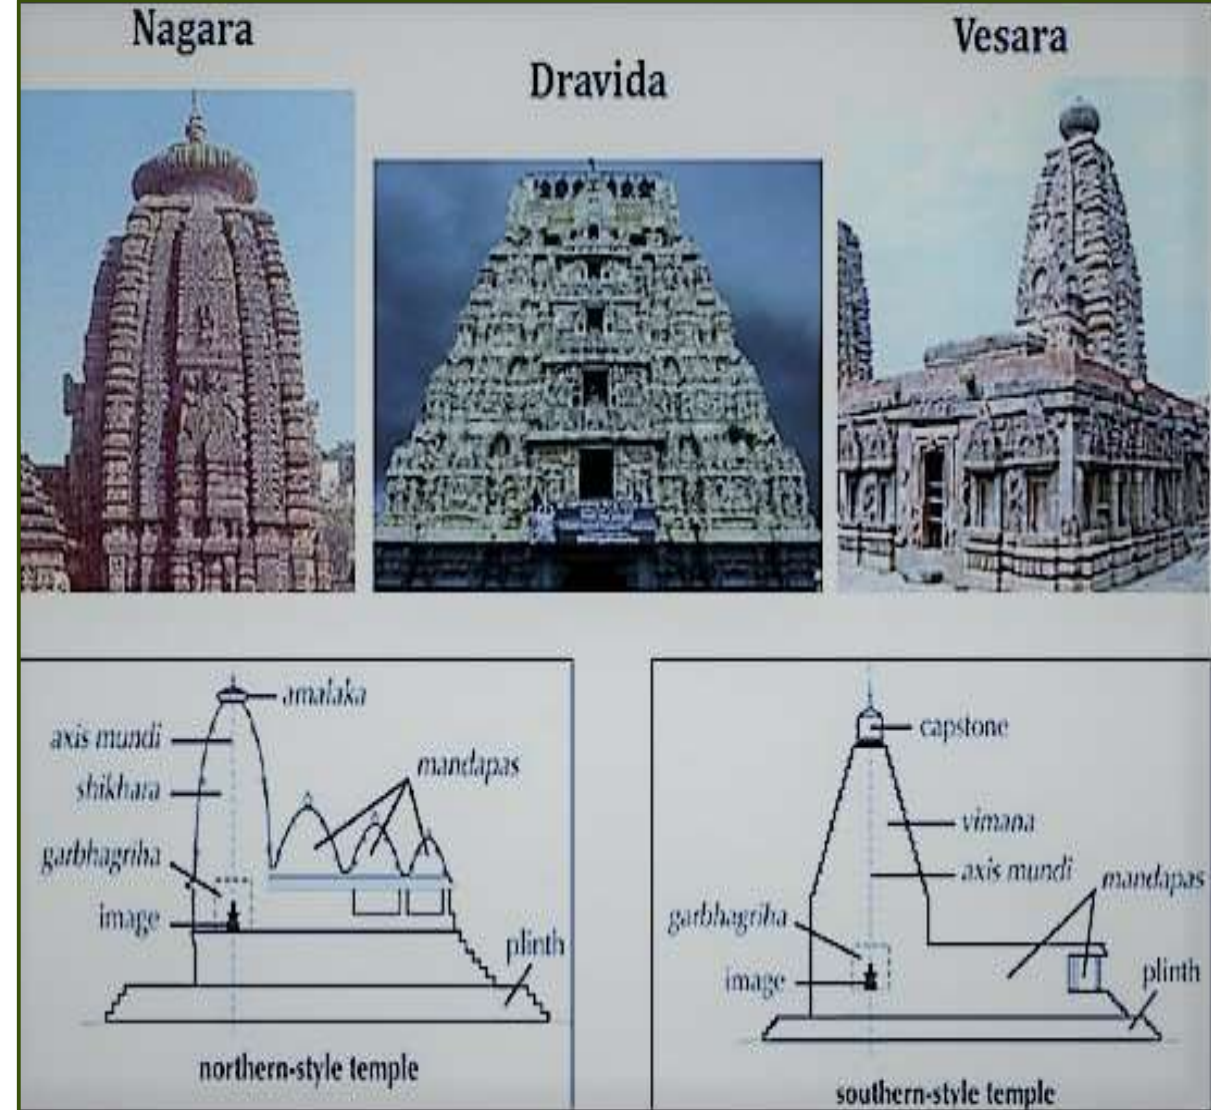 Nagara
Dravida
Vesara
amalaka
axis mundi
shikhara
mandapas
garbhagriha
image
plinth
northern-style temple
capstone
vimana
axis mundi
mandapas
garbhagriha
image
plinth
southern-style temple